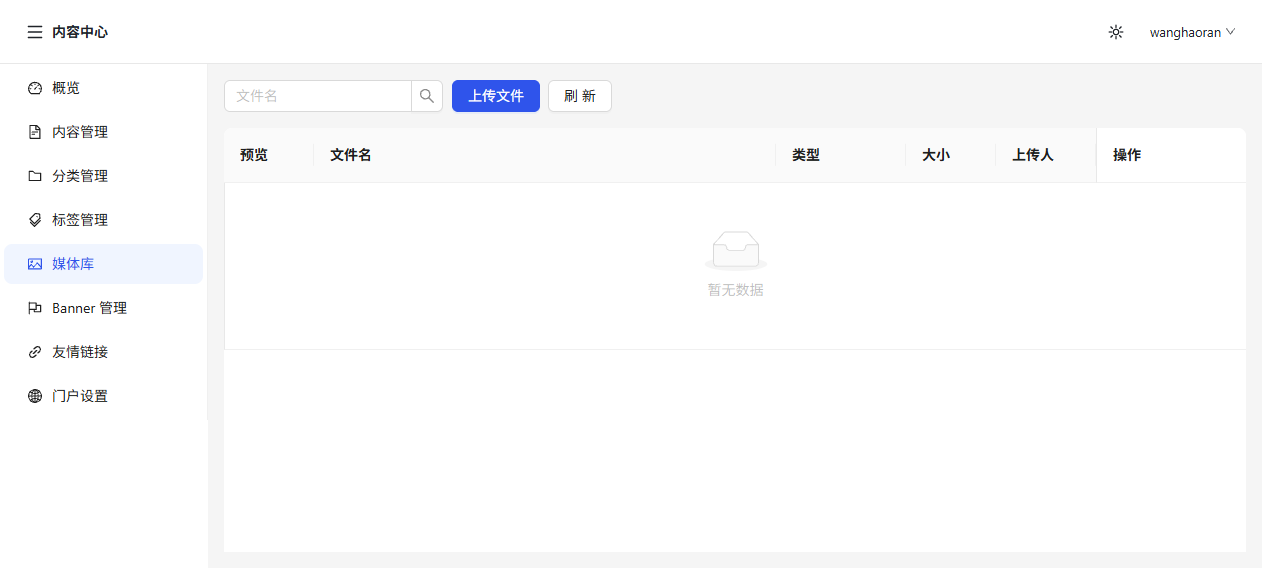 内容中心
wanghaoran
概览
内容管理
分类管理
标签管理
媒体库
Banner 管理
友情链接
门户设置
文件名
上传文件
刷 新
预览 文件名 类型 大小 上传人 操作
暂无数据